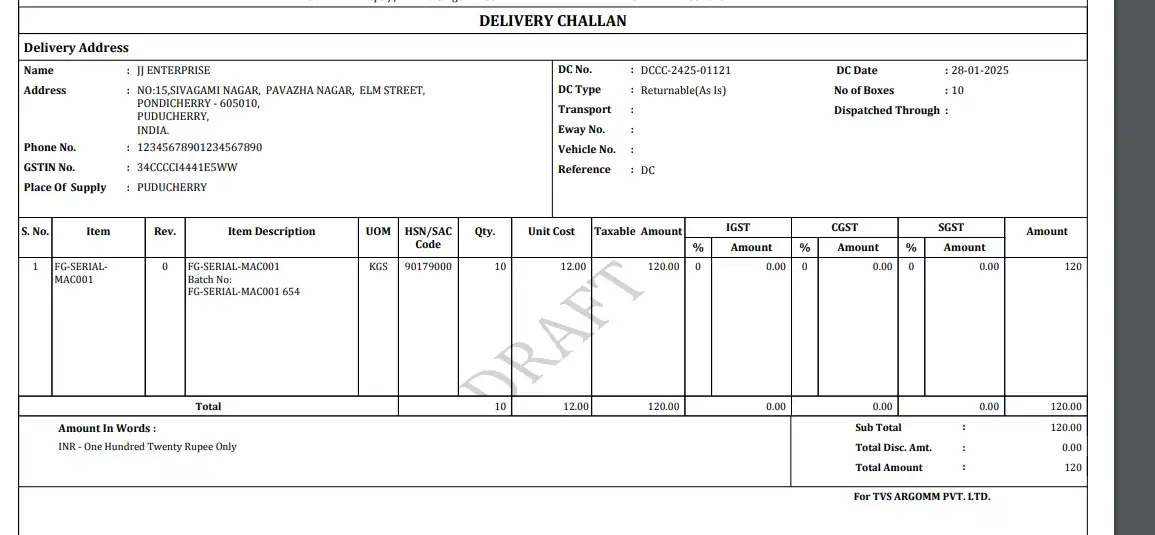 DELIVERY CHALLAN
Delivery Address
Name : JJ ENTERPRISE
Address : NO:15,SIVAGAMI NAGAR, PAVAZHA NAGAR, ELM STREET,
PONDICHERRY - 605010,
PUDUCHERRY,
INDIA.
Phone No. : 12345678901234567890
GSTIN No. : 34CCCCI4441E5WW
Place Of Supply : PUDUCHERRY
DC No. : DCCC-2425-01121 DC Date : 28-01-2025
DC Type : Returnable(As Is) No of Boxes : 10
Transport : Dispatched Through :
Eway No. :
Vehicle No. :
Reference : DC
S. No. Item Rev. Item Description UOM HSN/SAC Code Qty. Unit Cost Taxable Amount IGST CGST SGST Amount
% Amount % Amount % Amount
1 FG-SERIAL-MAC001 0 FG-SERIAL-MAC001 KGS 90179000 10 12.00 120.00 0 0.00 0 0.00 0 0.00 120
Batch No:
FG-SERIAL-MAC001 654
DRAFT
Total 10 12.00 120.00 0.00 0.00 0.00 120.00
Amount In Words :
INR - One Hundred Twenty Rupee Only
Sub Total : 120.00
Total Disc. Amt. : 0.00
Total Amount : 120
For TVS ARGOMM PVT. LTD.